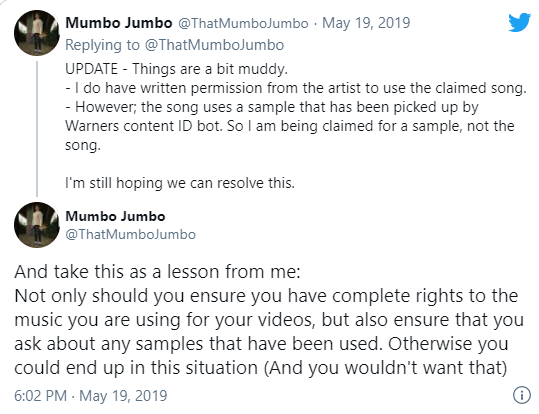 Mumbo Jumbo @ThatMumboJumbo · May 19, 2019
Replying to @ThatMumboJumbo
UPDATE - Things are a bit muddy.
- I do have written permission from the artist to use the claimed song.
- However; the song uses a sample that has been picked up by
Warners content ID bot. So I am being claimed for a sample, not the
song.
I'm still hoping we can resolve this.
Mumbo Jumbo
@ThatMumboJumbo
And take this as a lesson from me:
Not only should you ensure you have complete rights to the
music you are using for your videos, but also ensure that you
ask about any samples that have been used. Otherwise you
could end up in this situation (And you wouldn't want that)
6:02 PM · May 19, 2019